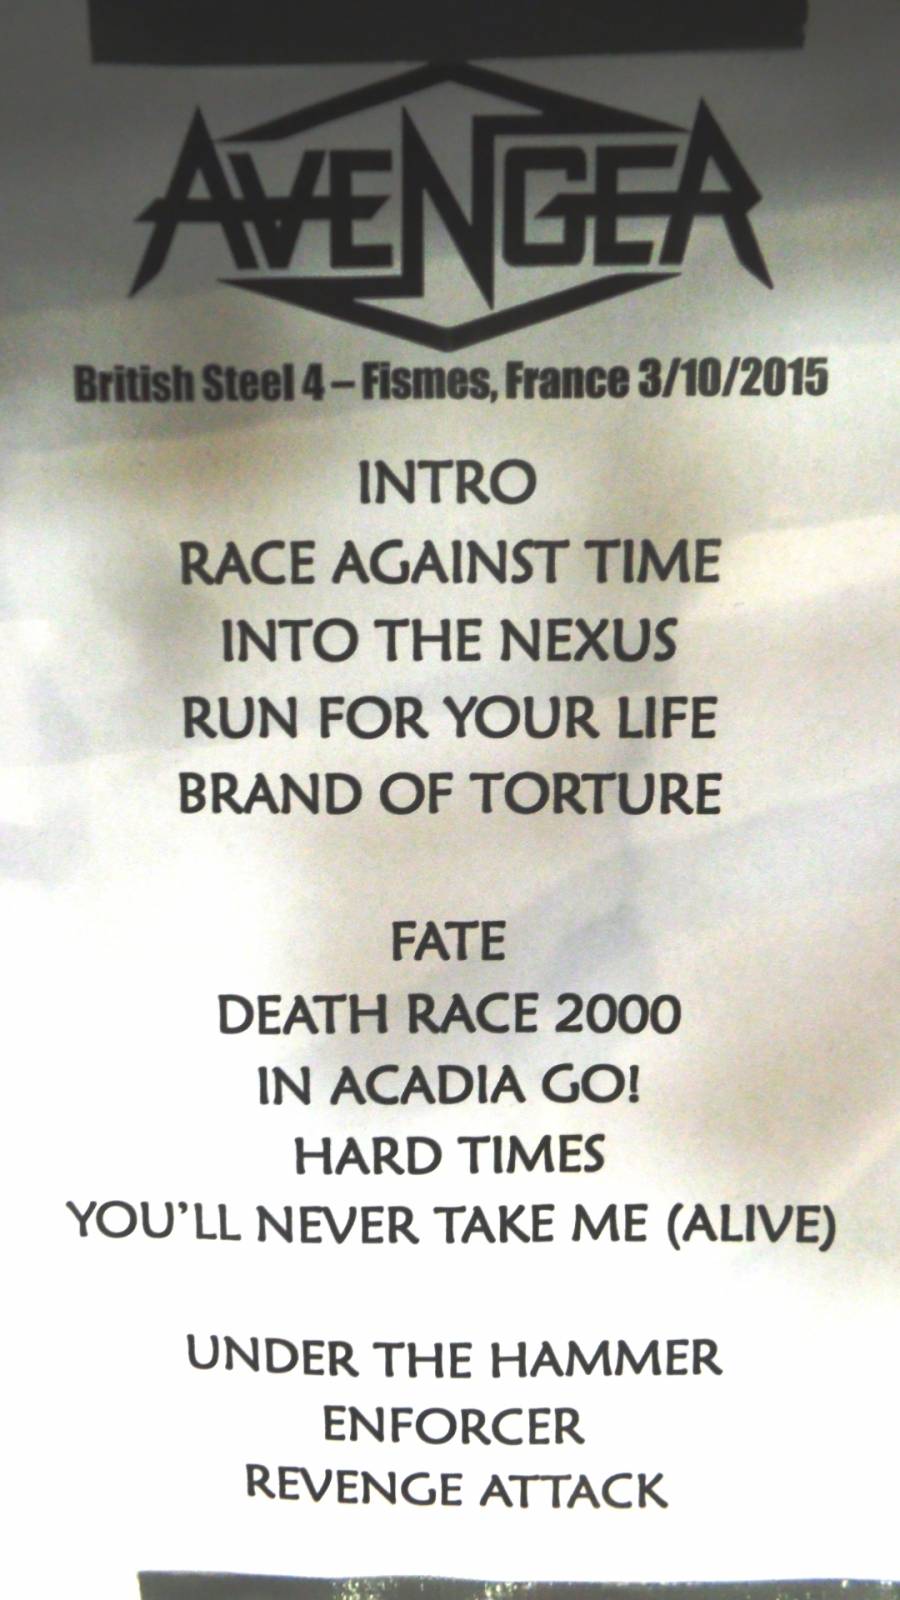 AVENGER
British Steel 4 – Fismes, France 3/10/2015
INTRO
RACE AGAINST TIME
INTO THE NEXUS
RUN FOR YOUR LIFE
BRAND OF TORTURE
FATE
DEATH RACE 2000
IN ACADIA GO!
HARD TIMES
YOU'LL NEVER TAKE ME (ALIVE)
UNDER THE HAMMER
ENFORCER
REVENGE ATTACK